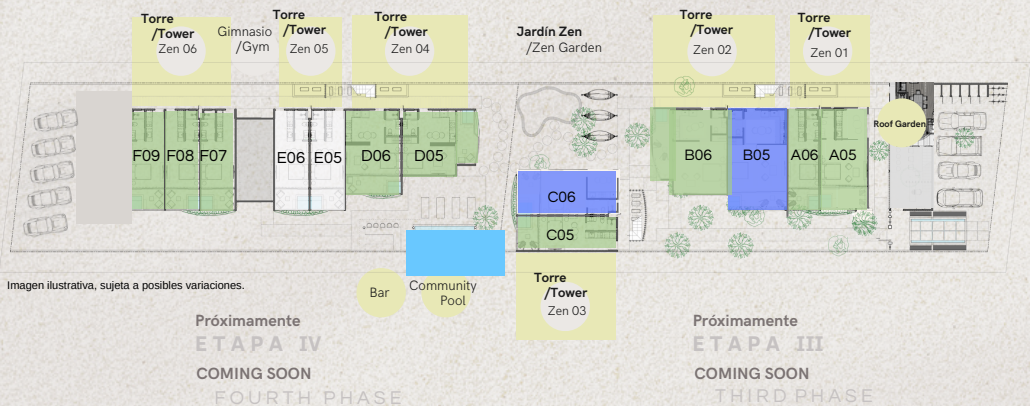 Torre
/Tower
Zen 06
Gimnasio
/Gym
Torre
/Tower
Zen 05
Torre
/Tower
Zen 04
Jardín Zen
/Zen Garden
Torre
/Tower
Zen 02
Torre
/Tower
Zen 01
Roof Garden
F09
F08
F07
E06
E05
D06
D05
B06
B05
A06
A05
C06
C05
Imagen ilustrativa, sujeta a posibles variaciones.
Bar
Community
Pool
Torre
/Tower
Zen 03
Próximamente
ETAPA IV
COMING SOON
FOURTH PHASE
Próximamente
ETAPA III
COMING SOON
THIRD PHASE